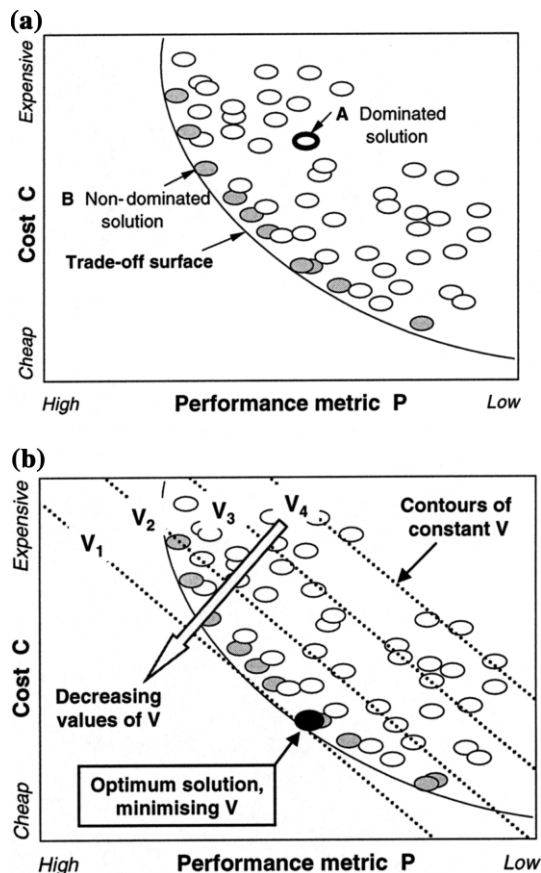 (a)
Expensive
A Dominated
solution
B Non-dominated
solution
Trade-off surface
Cost C
Cheap
High
Performance metric P
Low
(b)
Expensive
V1
V2
V3
V4
Contours of
constant V
Cost C
Decreasing
values of V
Optimum solution,
minimising V
Cheap
High
Performance metric P
Low